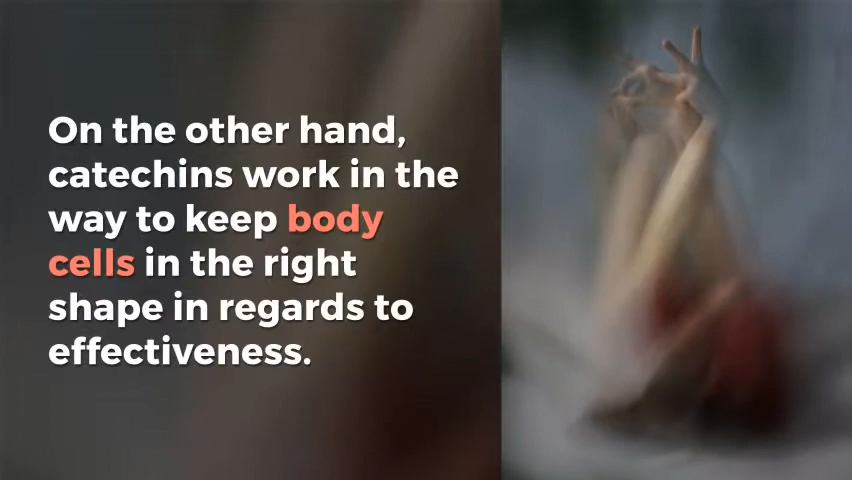 On the other hand,
catechins work in the
way to keep body
cells in the right
shape in regards to
effectiveness.